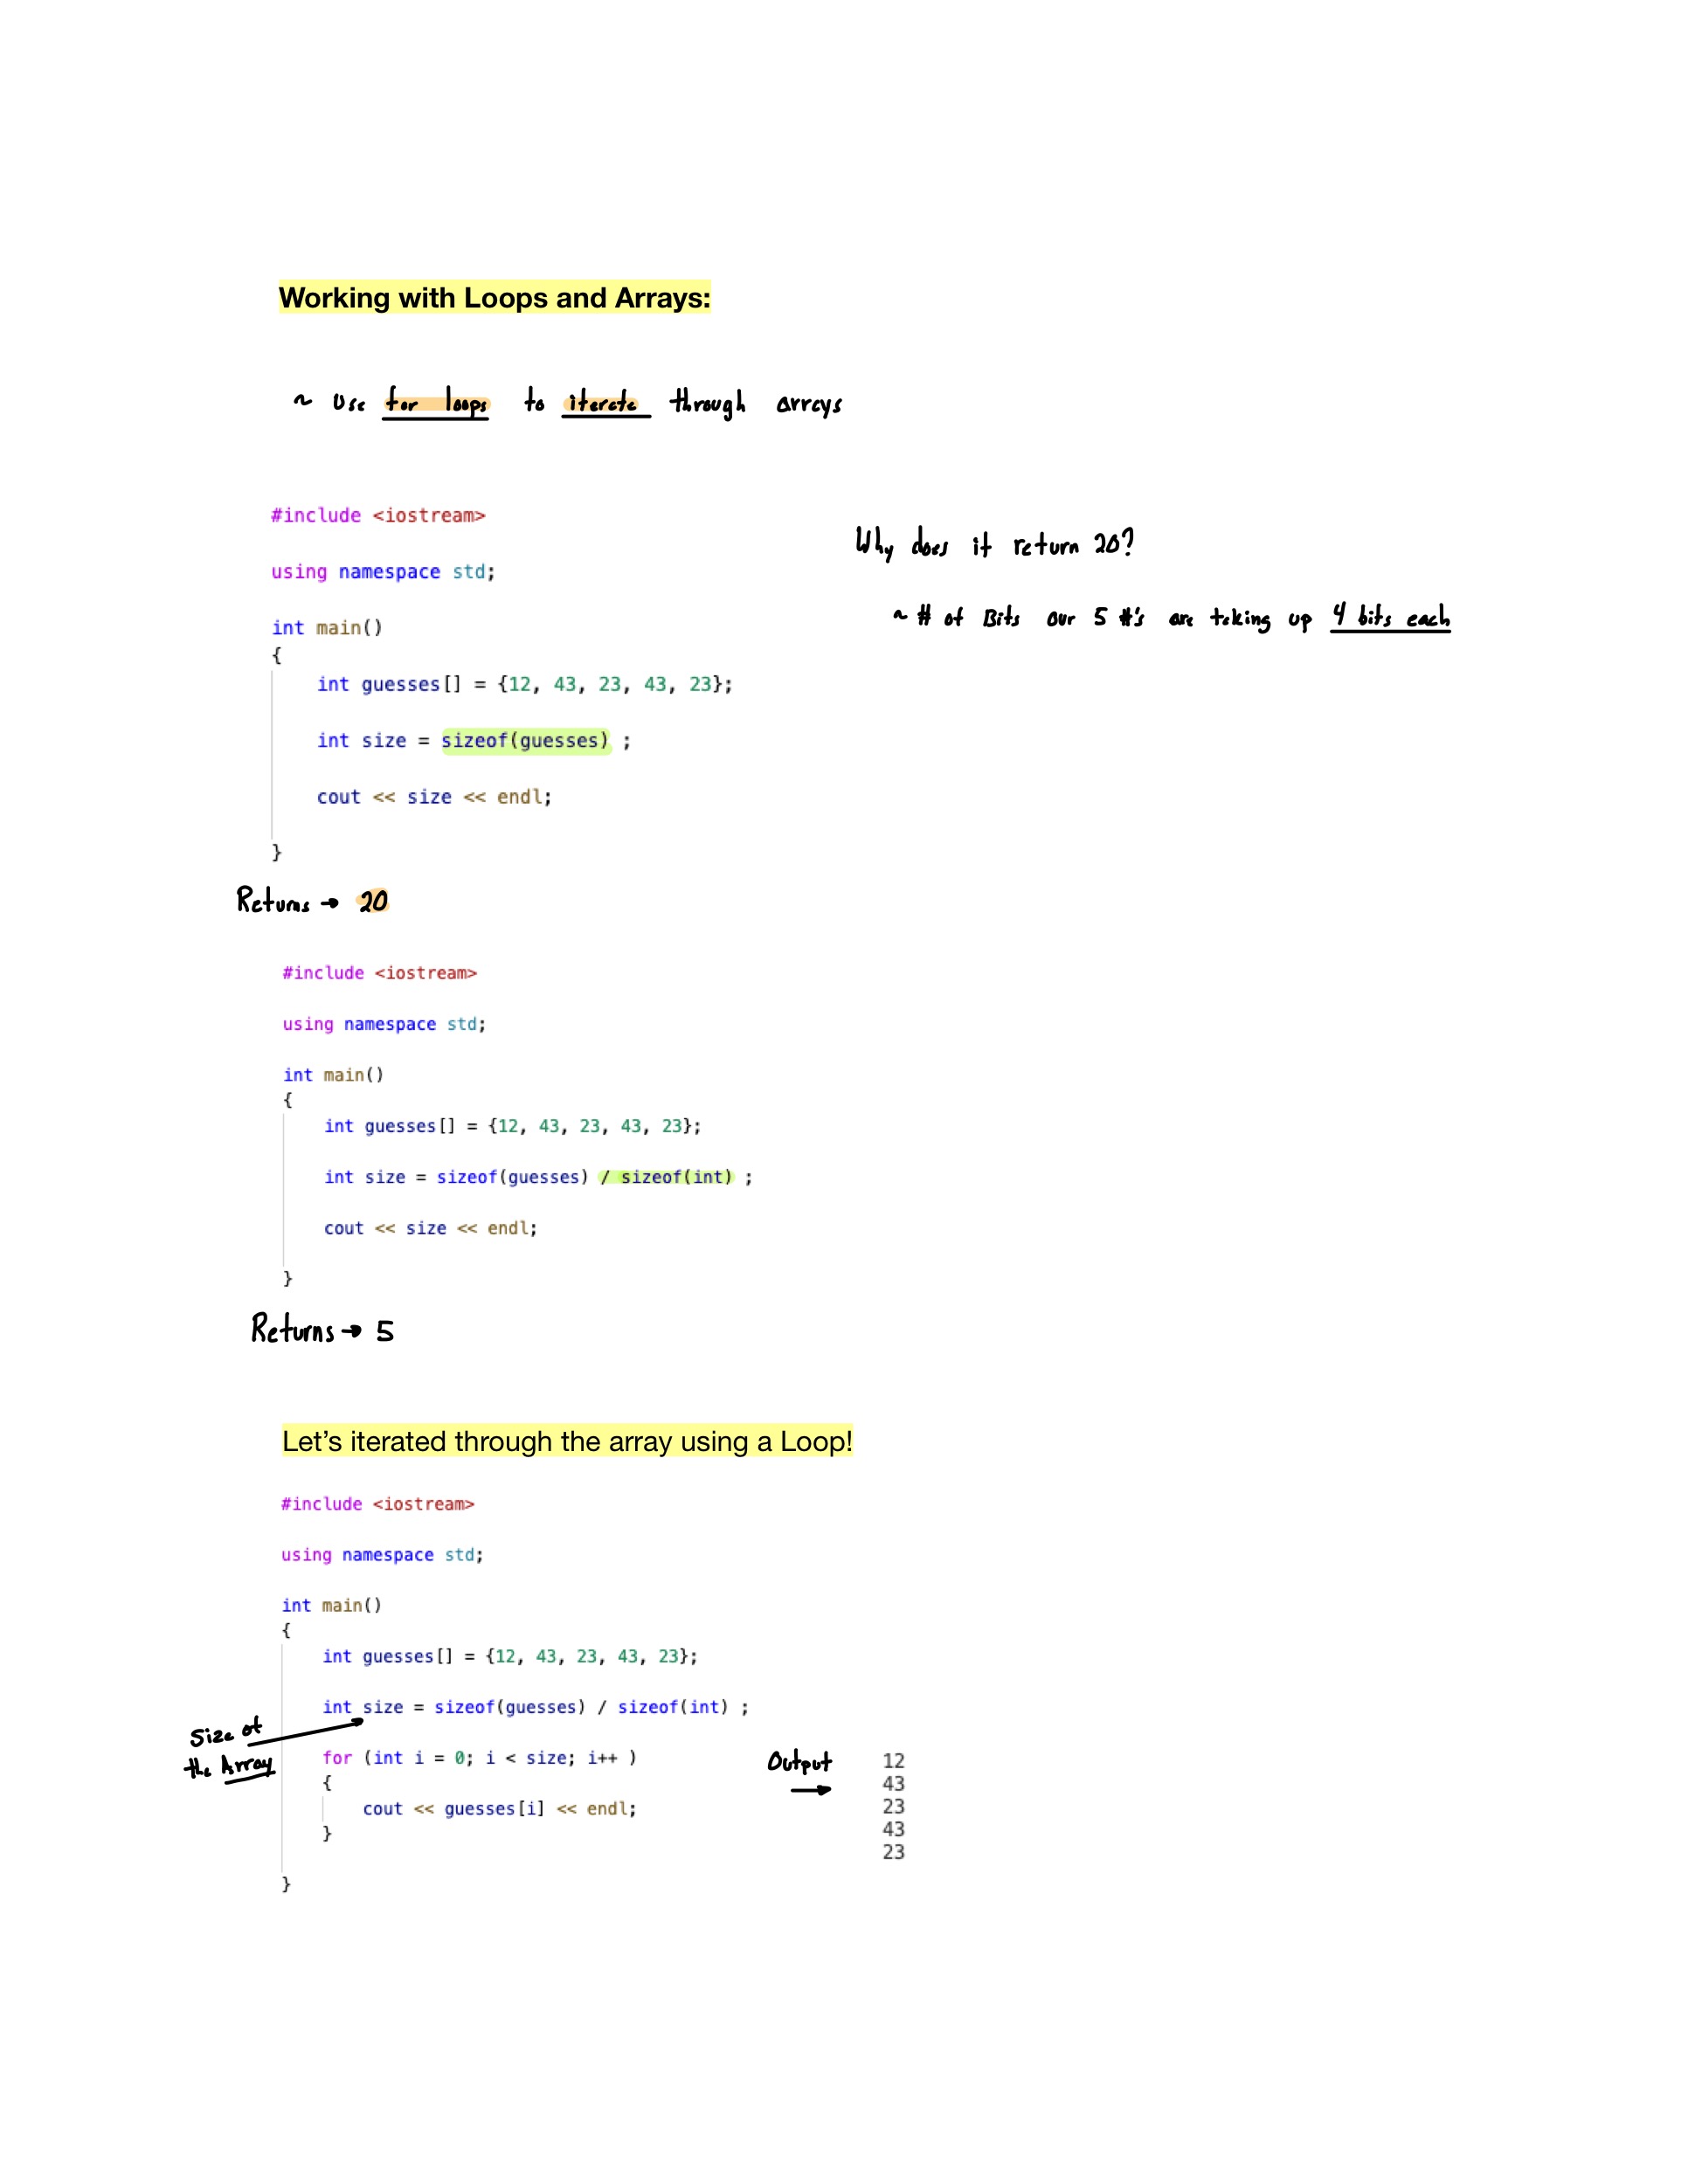 Working with Loops and Arrays:
~ Use for loops to iterate through arrays
#include <iostream>
using namespace std;
int main()
{
int guesses[] = {12, 43, 23, 43, 23};
int size = sizeof(guesses) ;
cout << size << endl;
}
Why does it return 20?
~ # of Bits our 5 #'s are taking up 4 bits each
Returns → 20
#include <iostream>
using namespace std;
int main()
{
int guesses[] = {12, 43, 23, 43, 23};
int size = sizeof(guesses) / sizeof(int) ;
cout << size << endl;
}
Returns → 5
Let’s iterated through the array using a Loop!
#include <iostream>
using namespace std;
int main()
{
int guesses[] = {12, 43, 23, 43, 23};
int size = sizeof(guesses) / sizeof(int) ;
Size of
the Array
for (int i = 0; i < size; i++ )
{
cout << guesses[i] << endl;
}
}
Output
→
12
43
23
43
23